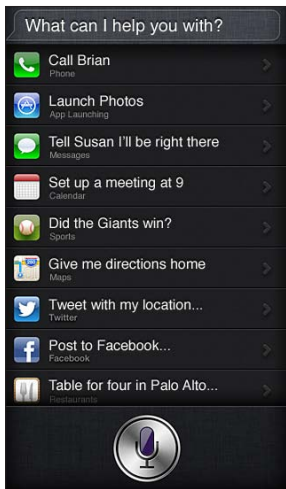 What can I help you with?
Call Brian
Phone
Launch Photos
App Launching
Tell Susan I'll be right there
Messages
Set up a meeting at 9
Calendar
Did the Giants win?
Sports
Give me directions home
Maps
Tweet with my location...
Twitter
Post to Facebook...
Facebook
Table for four in Palo Alto...
Restaurants